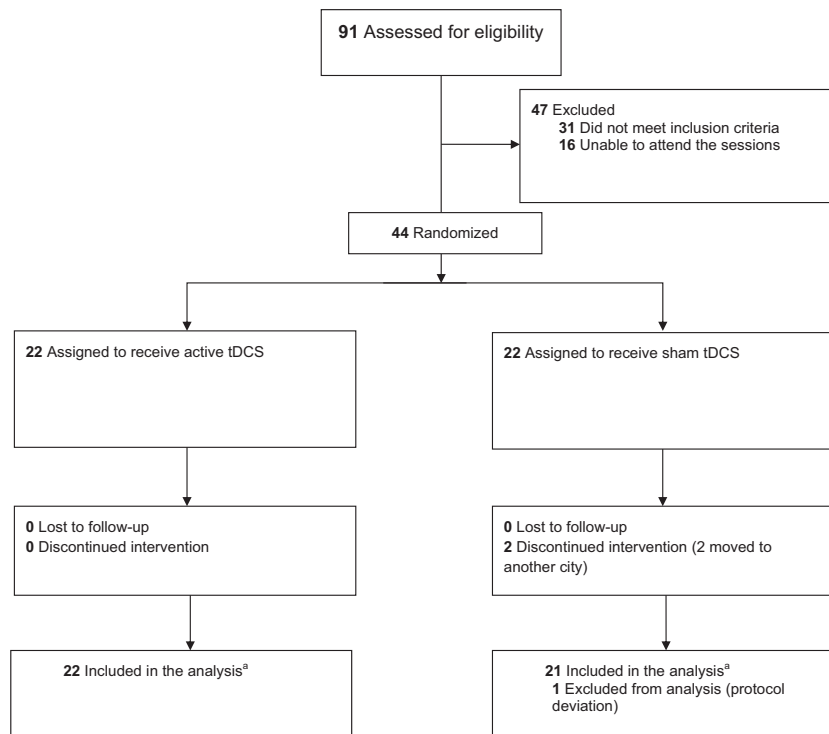 91 Assessed for eligibility
47 Excluded
31 Did not meet inclusion criteria
16 Unable to attend the sessions
44 Randomized
22 Assigned to receive active tDCS
22 Assigned to receive sham tDCS
0 Lost to follow-up
0 Discontinued intervention
0 Lost to follow-up
2 Discontinued intervention (2 moved to
another city)
22 Included in the analysisᵃ
21 Included in the analysisᵃ
1 Excluded from analysis (protocol
deviation)